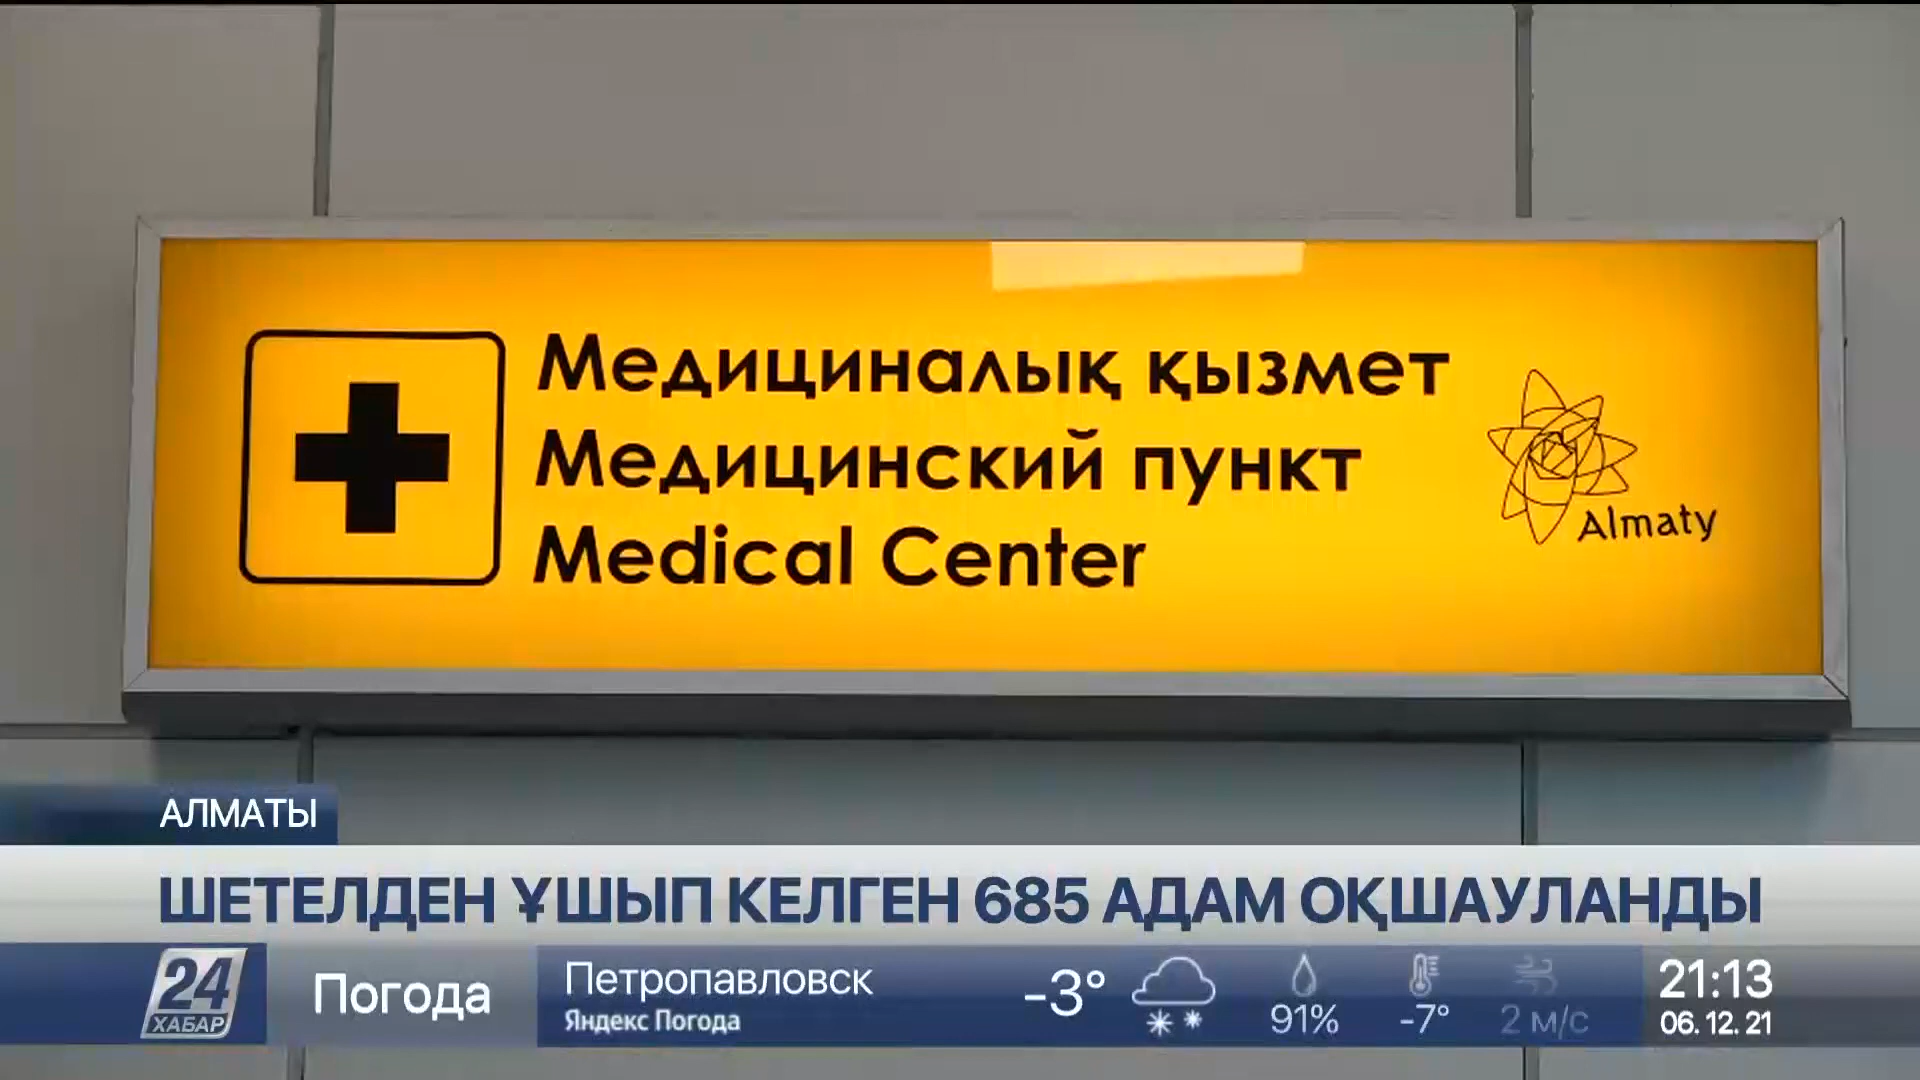 Медициналық қызмет
Медицинский пункт
Medical Center
Almaty
АЛМАТЫ
ШЕТЕЛДЕН ҰШЫП КЕЛГЕН 685 АДАМ ОҚШАУЛАНДЫ
24 ХАБАР
Погода
Петропавловск
Яндекс Погода
-3°
91%
-7°
2 м/с
21:13
06. 12. 21